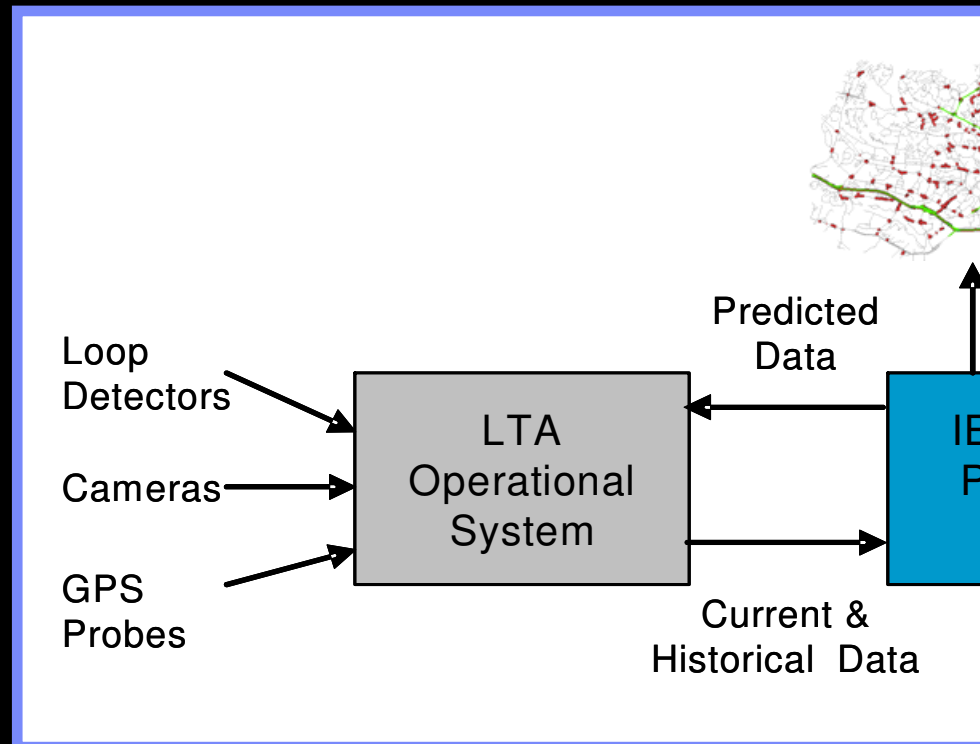 Loop
Detectors
Cameras
GPS
Probes
LTA
Operational
System
Predicted
Data
Current &
Historical Data